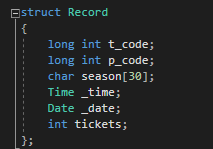 struct Record
{
long int t_code;
long int p_code;
char season[30];
Time _time;
Date _date;
int tickets;
};